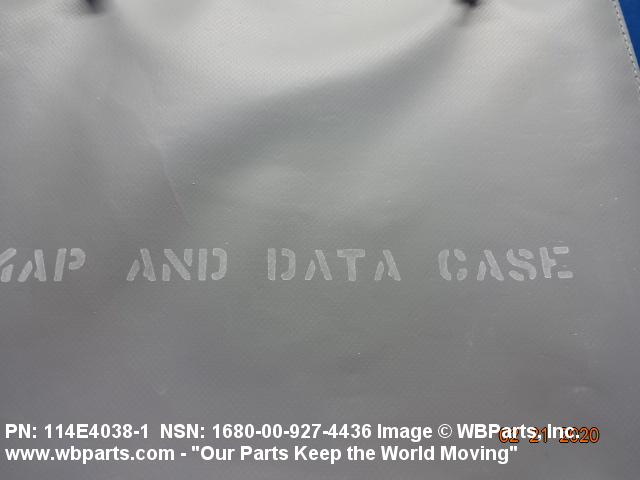 MAP AND DATA CASE
PN: 114E4038-1 NSN: 1680-00-927-4436 Image © WBParts, Inc.
02 21 2020
www.wbparts.com - "Our Parts Keep the World Moving"